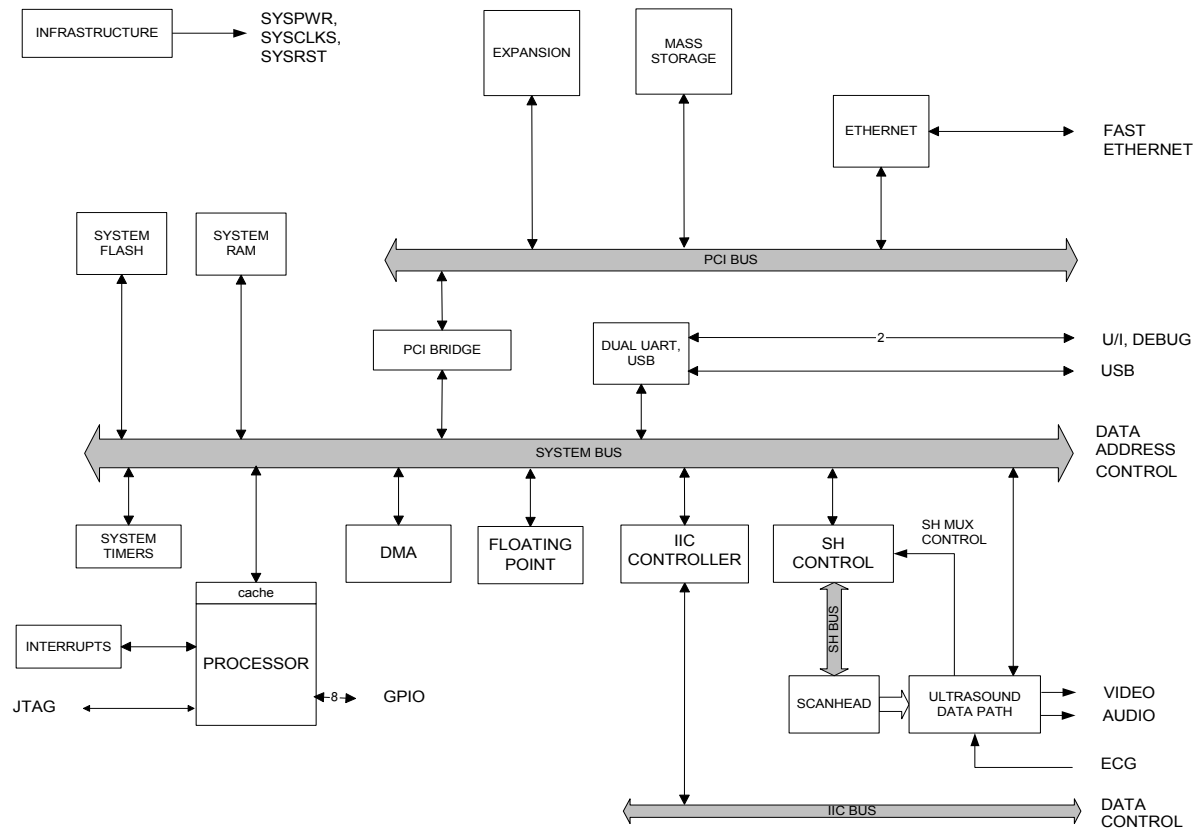 INFRASTRUCTURE
SYSPWR,
SYSCLKS,
SYSRST
EXPANSION
MASS
STORAGE
ETHERNET
FAST
ETHERNET
SYSTEM
FLASH
SYSTEM
RAM
PCI BUS
PCI BRIDGE
DUAL UART,
USB
2
U/I, DEBUG
USB
SYSTEM BUS
DATA
ADDRESS
CONTROL
SYSTEM
TIMERS
DMA
FLOATING
POINT
IIC
CONTROLLER
SH
CONTROL
SH MUX
CONTROL
cache
PROCESSOR
INTERRUPTS
JTAG
8
GPIO
SH BUS
SCANHEAD
ULTRASOUND
DATA PATH
VIDEO
AUDIO
ECG
IIC BUS
DATA
CONTROL